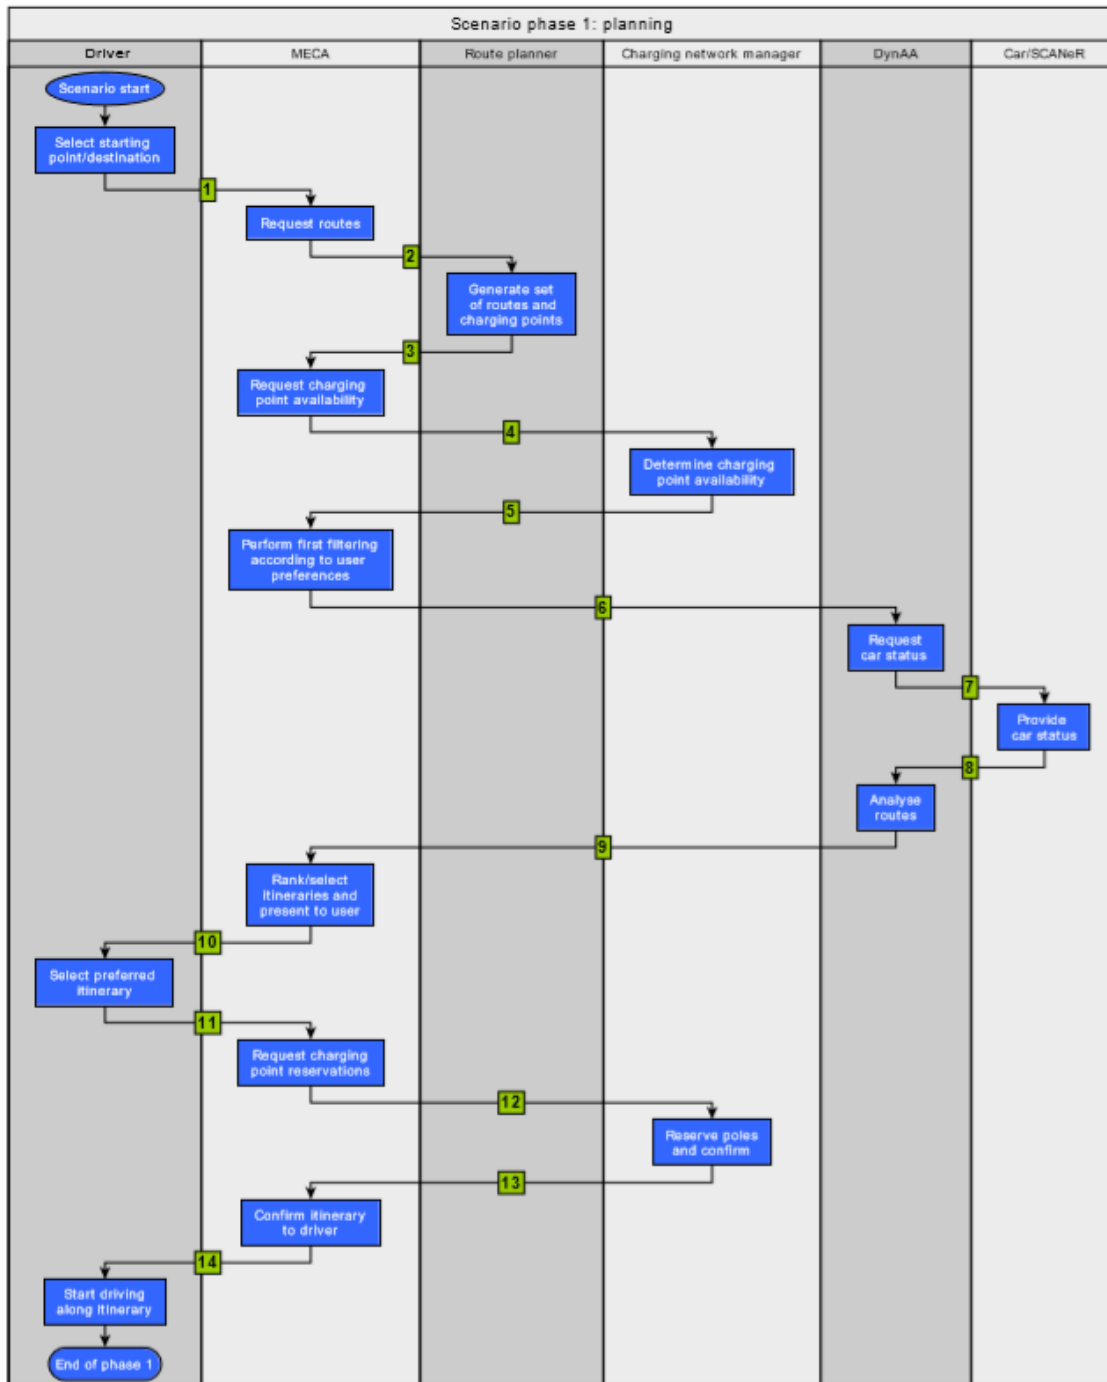 Scenario phase 1: planning
Driver
MECA
Route planner
Charging network manager
DynAA
Car/SCANeR
Scenario start
Select starting
point/destination
1
Request routes
2
Generate set
of routes and
charging points
3
Request charging
point availability
4
Determine charging
point availability
5
Perform first filtering
according to user
preferences
6
Request
car status
7
Provide
car status
8
Analyse
routes
9
Rank/select
itineraries and
present to user
10
Select preferred
itinerary
11
Request charging
point reservations
12
Reserve poles
and confirm
13
Confirm itinerary
to driver
14
Start driving
along itinerary
End of phase 1